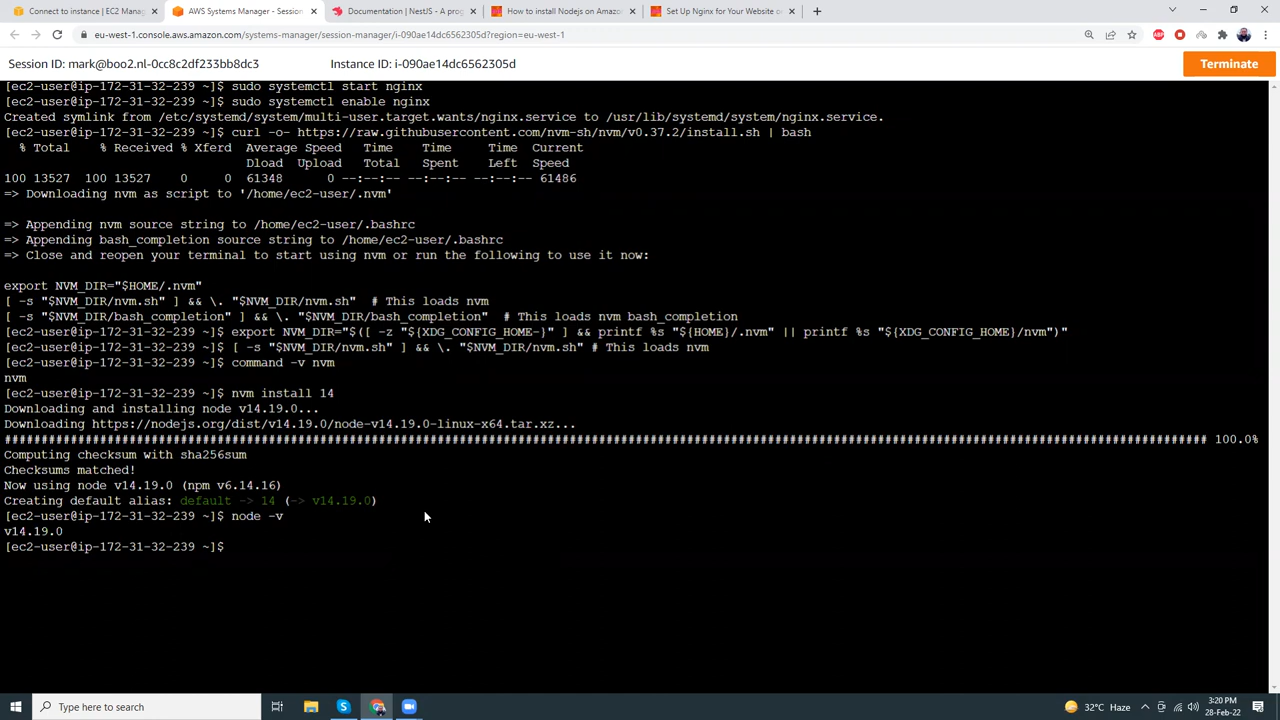 Connect to instance | EC2 Manag
AWS Systems Manager - Session
Documentation | NestJS - A prog
How to install Nodejs on Amazon
Set Up Nginx for Your Website on
eu-west-1.console.aws.amazon.com/systems-manager/session-manager/i-090ae14dc6562305d?region=eu-west-1
Session ID: mark@boo2.nl-0cc8c2df233bb8dc3
Instance ID: i-090ae14dc6562305d
Terminate
[ec2-user@ip-172-31-32-239 ~]$ sudo systemctl start nginx
[ec2-user@ip-172-31-32-239 ~]$ sudo systemctl enable nginx
Created symlink from /etc/systemd/system/multi-user.target.wants/nginx.service to /usr/lib/systemd/system/nginx.service.
[ec2-user@ip-172-31-32-239 ~]$ curl -o- https://raw.githubusercontent.com/nvm-sh/nvm/v0.37.2/install.sh | bash
% Total % Received % Xferd Average Speed Time Time Time Current
Dload Upload Total Spent Left Speed
100 13527 100 13527 0 0 61348 0 --:--:-- --:--:-- --:--:-- 61486
=> Downloading nvm as script to '/home/ec2-user/.nvm'
=> Appending nvm source string to /home/ec2-user/.bashrc
=> Appending bash_completion source string to /home/ec2-user/.bashrc
=> Close and reopen your terminal to start using nvm or run the following to use it now:
export NVM_DIR="$HOME/.nvm"
[ -s "$NVM_DIR/nvm.sh" ] && \. "$NVM_DIR/nvm.sh" # This loads nvm
[ -s "$NVM_DIR/bash_completion" ] && \. "$NVM_DIR/bash_completion" # This loads nvm bash_completion
[ec2-user@ip-172-31-32-239 ~]$ export NVM_DIR="$([ -z "${XDG_CONFIG_HOME-}" ] && printf %s "${HOME}/.nvm" || printf %s "${XDG_CONFIG_HOME}/nvm")"
[ec2-user@ip-172-31-32-239 ~]$ [ -s "$NVM_DIR/nvm.sh" ] && \. "$NVM_DIR/nvm.sh" # This loads nvm
[ec2-user@ip-172-31-32-239 ~]$ command -v nvm
nvm
[ec2-user@ip-172-31-32-239 ~]$ nvm install 14
Downloading and installing node v14.19.0...
Downloading https://nodejs.org/dist/v14.19.0/node-v14.19.0-linux-x64.tar.xz...
##################################################################################################################################################################### 100.0%
Computing checksum with sha256sum
Checksums matched!
Now using node v14.19.0 (npm v6.14.16)
Creating default alias: default -> 14 (-> v14.19.0)
[ec2-user@ip-172-31-32-239 ~]$ node -v
v14.19.0
[ec2-user@ip-172-31-32-239 ~]$
Type here to search
32°C Haze
3:20 PM
28-Feb-22